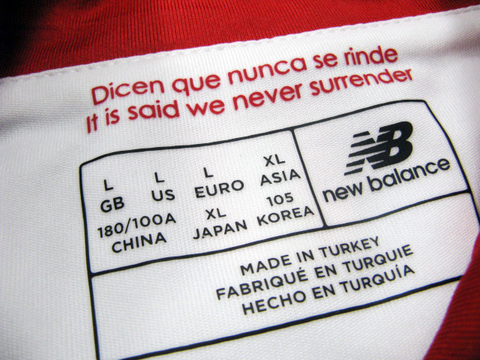 Dicen que nunca se rinde
It is said we never surrender
L GB
L US
L EURO
XL ASIA
180/100A CHINA
XL JAPAN
105 KOREA
NB
new balance
MADE IN TURKEY
FABRIQUÉ EN TURQUIE
HECHO EN TURQUÍA